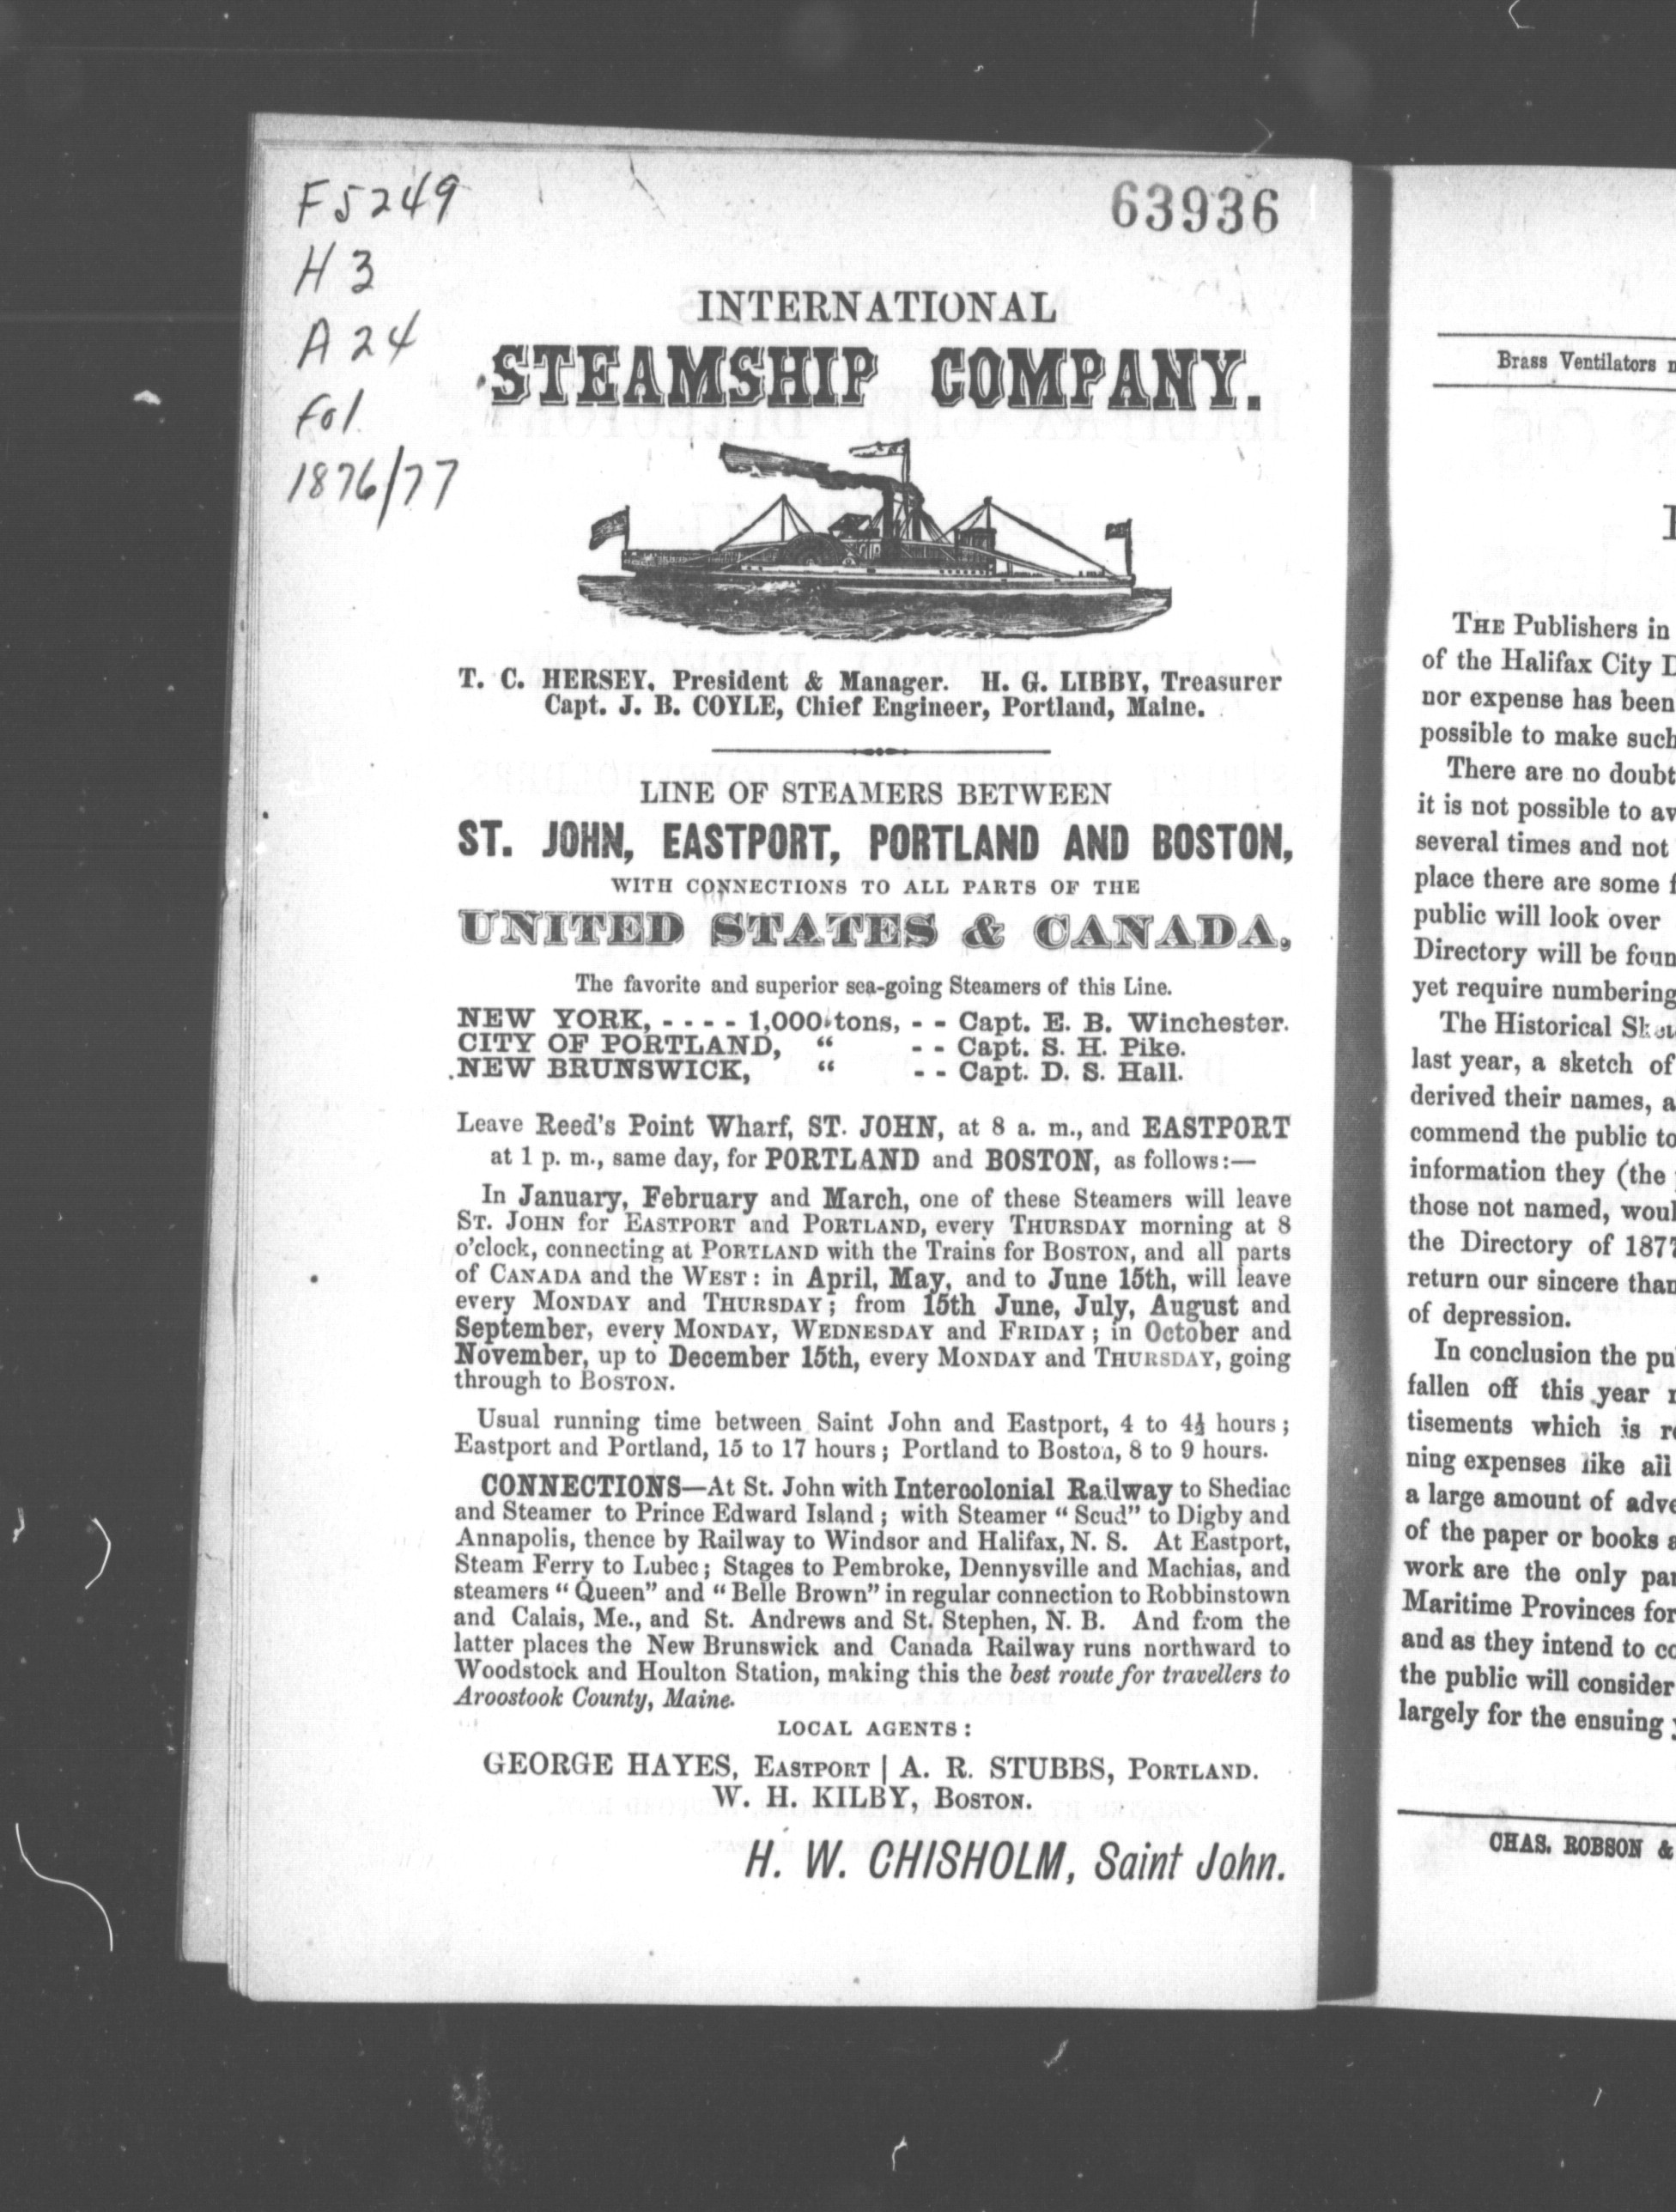 F5249
H3
A24
fol.
1876/77
63936
INTERNATIONAL
STEAMSHIP COMPANY.
T. C. HERSEY, President & Manager. H. G. LIBBY, Treasurer
Capt. J. B. COYLE, Chief Engineer, Portland, Maine.
LINE OF STEAMERS BETWEEN
ST. JOHN, EASTPORT, PORTLAND AND BOSTON,
WITH CONNECTIONS TO ALL PARTS OF THE
UNITED STATES & CANADA,
The favorite and superior sea-going Steamers of this Line.
NEW YORK, - - - - 1,000 tons, - - Capt. E. B. Winchester.
CITY OF PORTLAND, " - - Capt. S. H. Pike.
NEW BRUNSWICK, " - - Capt. D. S. Hall.
Leave Reed's Point Wharf, ST. JOHN, at 8 a. m., and EASTPORT
at 1 p. m., same day, for PORTLAND and BOSTON, as follows:—
In January, February and March, one of these Steamers will leave
ST. JOHN for EASTPORT and PORTLAND, every THURSDAY morning at 8
o'clock, connecting at PORTLAND with the Trains for BOSTON, and all parts
of CANADA and the WEST: in April, May, and to June 15th, will leave
every MONDAY and THURSDAY; from 15th June, July, August and
September, every MONDAY, WEDNESDAY and FRIDAY; in October and
November, up to December 15th, every MONDAY and THURSDAY, going
through to BOSTON.
Usual running time between Saint John and Eastport, 4 to 4½ hours;
Eastport and Portland, 15 to 17 hours; Portland to Boston, 8 to 9 hours.
CONNECTIONS—At St. John with Intercolonial Railway to Shediac
and Steamer to Prince Edward Island; with Steamer "Scud" to Digby and
Annapolis, thence by Railway to Windsor and Halifax, N. S. At Eastport,
Steam Ferry to Lubec; Stages to Pembroke, Dennysville and Machias, and
steamers "Queen" and "Belle Brown" in regular connection to Robbinstown
and Calais, Me., and St. Andrews and St. Stephen, N. B. And from the
latter places the New Brunswick and Canada Railway runs northward to
Woodstock and Houlton Station, making this the best route for travellers to
Aroostook County, Maine.
LOCAL AGENTS:
GEORGE HAYES, EASTPORT | A. R. STUBBS, PORTLAND.
W. H. KILBY, BOSTON.
H. W. CHISHOLM, Saint John.
Brass Ventilators
THE Publishers in
of the Halifax City
nor expense has been
possible to make such
There are no doubt
it is not possible to
several times and not
place there are some
public will look over
Directory will be
yet require numbering
The Historical
last year, a sketch of
derived their names,
commend the public to
information they (the
those not named,
the Directory of 1877
return our sincere
of depression.
In conclusion the
fallen off this year
tisements which is
ning expenses like all
a large amount of
of the paper or books
work are the only
Maritime Provinces for
and as they intend to
the public will consider
largely for the ensuing
CHAS. ROBSON &